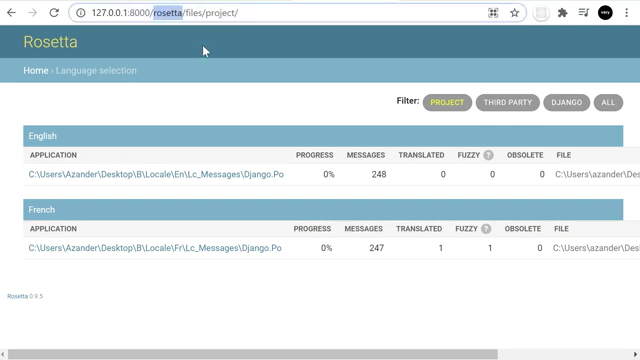 127.0.0.1:8000/rosetta/files/project/
very
Rosetta
Home › Language selection
Filter: PROJECT THIRD PARTY DJANGO ALL
English
APPLICATION PROGRESS MESSAGES TRANSLATED FUZZY ? OBSOLETE FILE
C:\Users\Azander\Desktop\B\Locale\En\Lc_Messages\Django.Po 0% 248 0 0 0 C:\Users\azander\Des
French
APPLICATION PROGRESS MESSAGES TRANSLATED FUZZY ? OBSOLETE FILE
C:\Users\Azander\Desktop\B\Locale\Fr\Lc_Messages\Django.Po 0% 247 1 1 0 C:\Users\azander\Desk
Rosetta 0.9.5